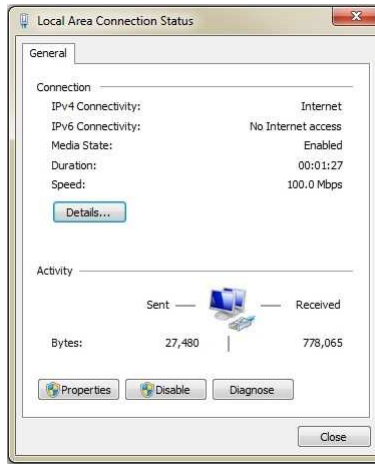 Local Area Connection Status
General
Connection
IPv4 Connectivity: Internet
IPv6 Connectivity: No Internet access
Media State: Enabled
Duration: 00:01:27
Speed: 100.0 Mbps
Details...
Activity
Sent Received
Bytes: 27,480 778,065
Properties Disable Diagnose
Close